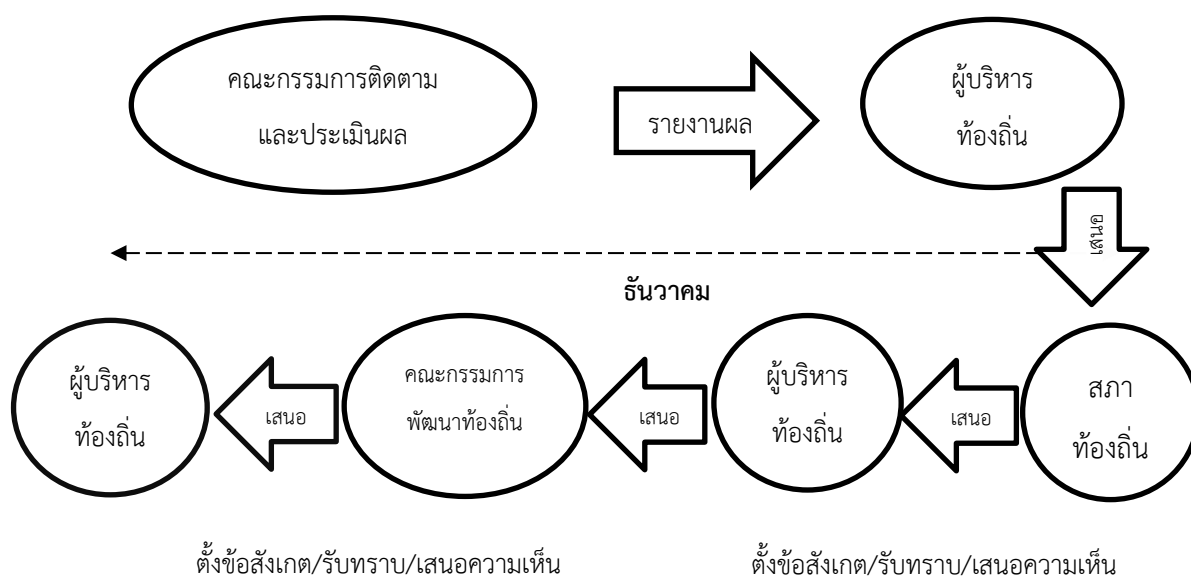 คณะกรรมการติดตาม
และประเมินผล
รายงานผล
ผู้บริหาร
ท้องถิ่น
เสนอ
ธันวาคม
ผู้บริหาร
ท้องถิ่น
เสนอ
คณะกรรมการ
พัฒนาท้องถิ่น
เสนอ
ผู้บริหาร
ท้องถิ่น
เสนอ
สภา
ท้องถิ่น
ตั้งข้อสังเกต/รับทราบ/เสนอความเห็น
ตั้งข้อสังเกต/รับทราบ/เสนอความเห็น